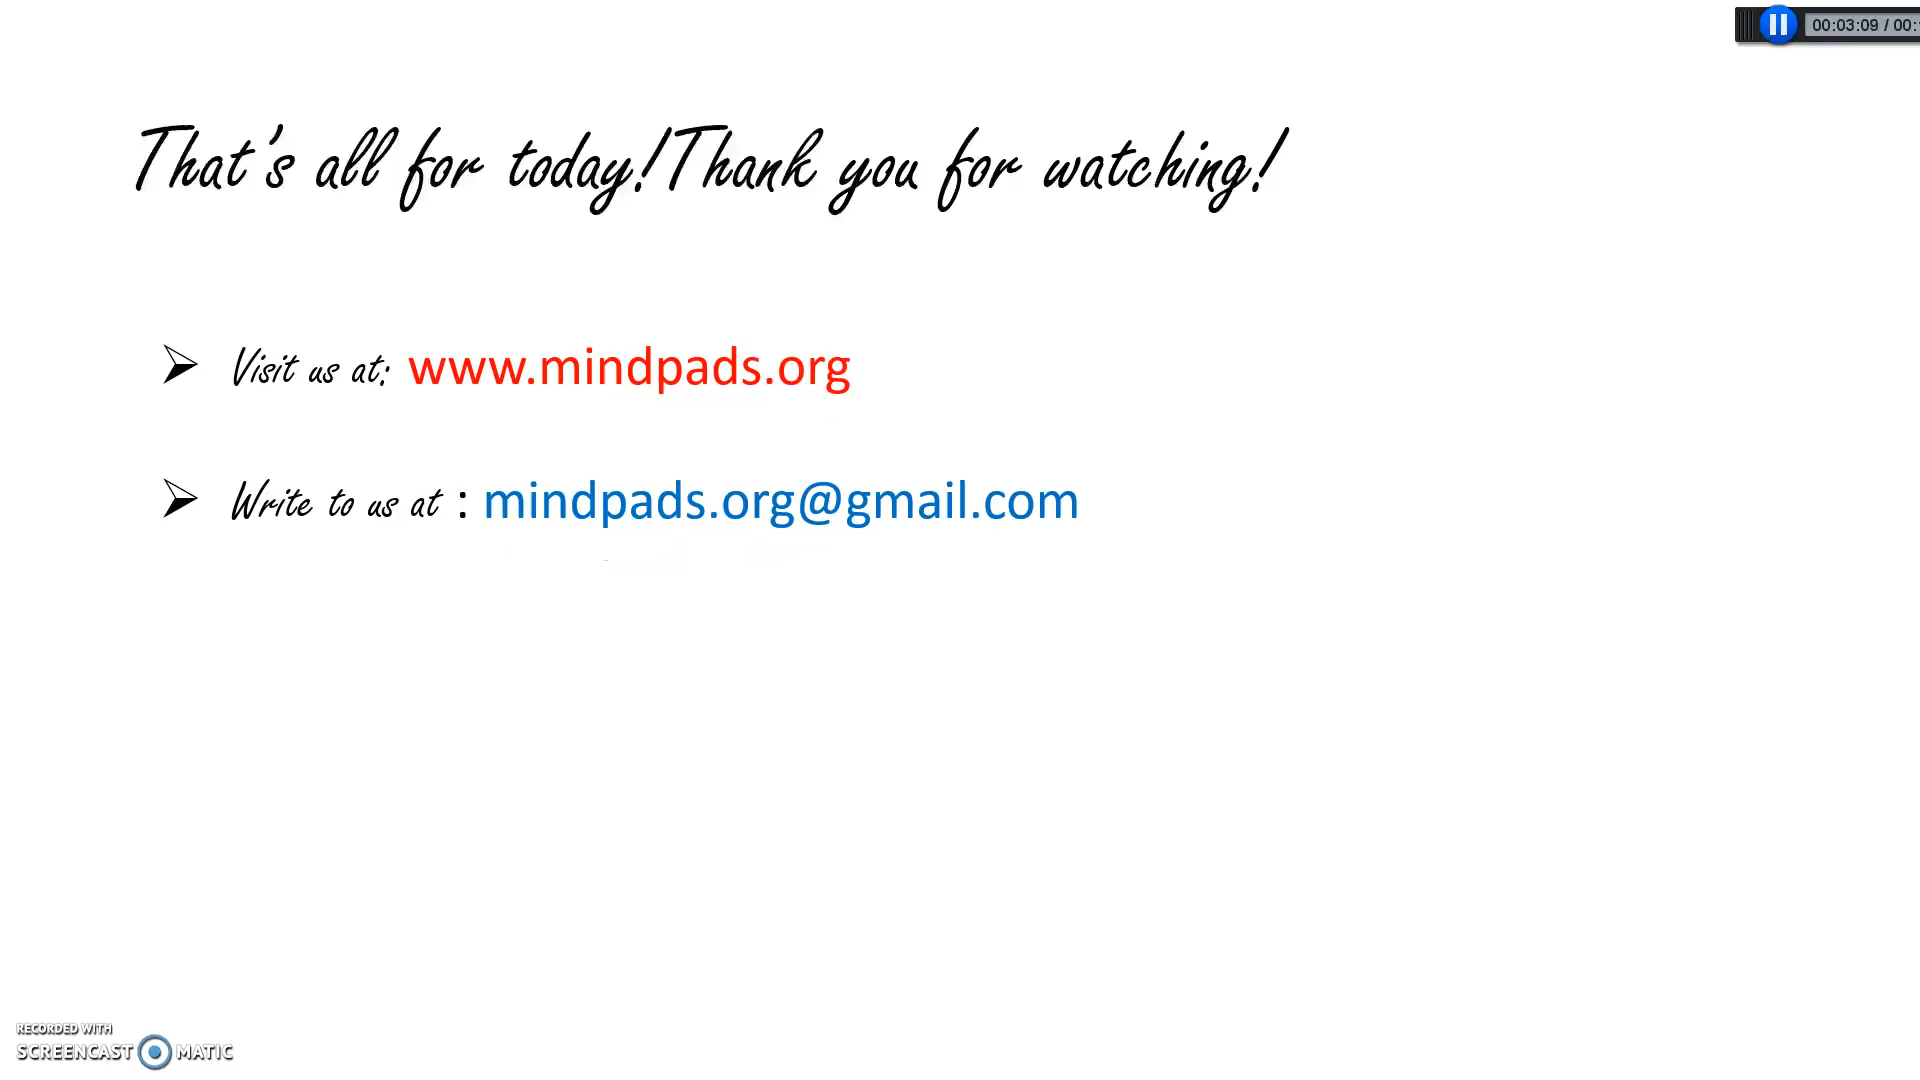 00:03:09 / 00:
That's all for today!Thank you for watching!
Visit us at: www.mindpads.org
Write to us at : mindpads.org@gmail.com
RECORDED WITH
SCREENCAST MATIC